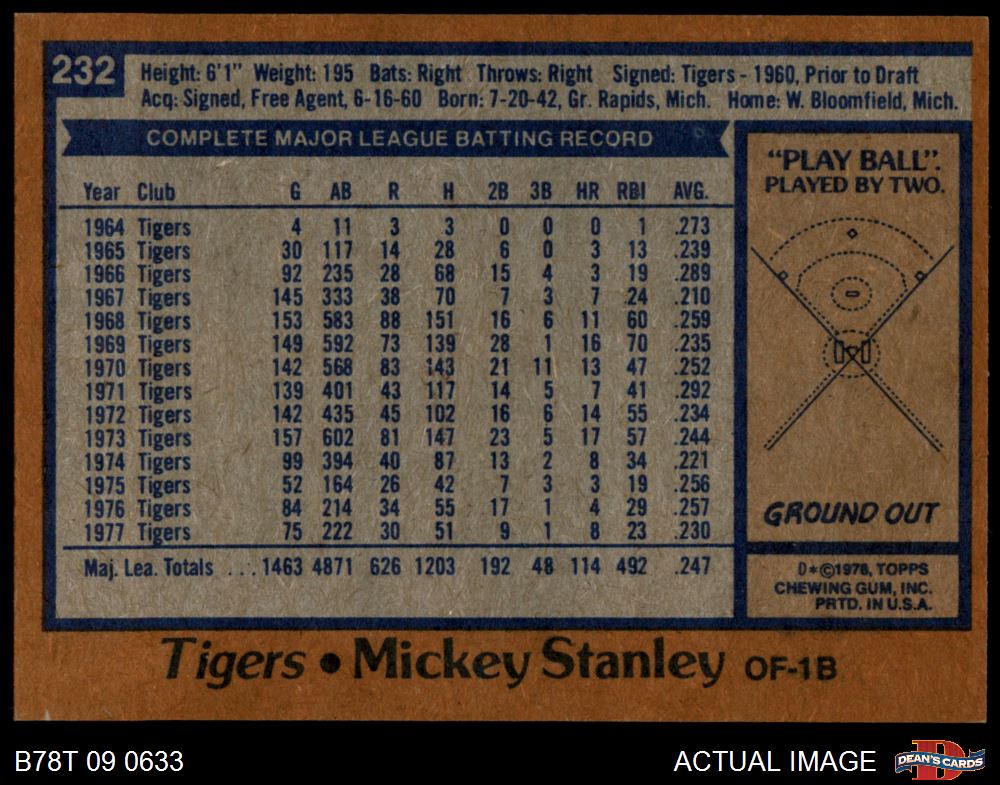 232
Height: 6'1" Weight: 195 Bats: Right Throws: Right Signed: Tigers - 1960, Prior to Draft
Acq: Signed, Free Agent, 6-16-60 Born: 7-20-42, Gr. Rapids, Mich. Home: W. Bloomfield, Mich.
COMPLETE MAJOR LEAGUE BATTING RECORD
Year Club G AB R H 2B 3B HR RBI AVG.
1964 Tigers 4 11 3 3 0 0 0 1 .273
1965 Tigers 30 117 14 28 6 0 3 13 .239
1966 Tigers 92 235 28 68 15 4 3 19 .289
1967 Tigers 145 333 38 70 7 3 7 24 .210
1968 Tigers 153 583 88 151 16 6 11 60 .259
1969 Tigers 149 592 73 139 28 1 16 70 .235
1970 Tigers 142 568 83 143 21 11 13 47 .252
1971 Tigers 139 401 43 117 14 5 7 41 .292
1972 Tigers 142 435 45 102 16 6 14 55 .234
1973 Tigers 157 602 81 147 23 5 17 57 .244
1974 Tigers 99 394 40 87 13 2 8 34 .221
1975 Tigers 52 164 26 42 7 3 3 19 .256
1976 Tigers 84 214 34 55 17 1 4 29 .257
1977 Tigers 75 222 30 51 9 1 8 23 .230
Maj. Lea. Totals ... 1463 4871 626 1203 192 48 114 492 .247
"PLAY BALL".
PLAYED BY TWO.
GROUND OUT
D*©1978, TOPPS
CHEWING GUM, INC.
PRTD. IN U.S.A.
Tigers • Mickey Stanley OF-1B
B78T 09 0633
ACTUAL IMAGE
D
DEAN'S CARDS